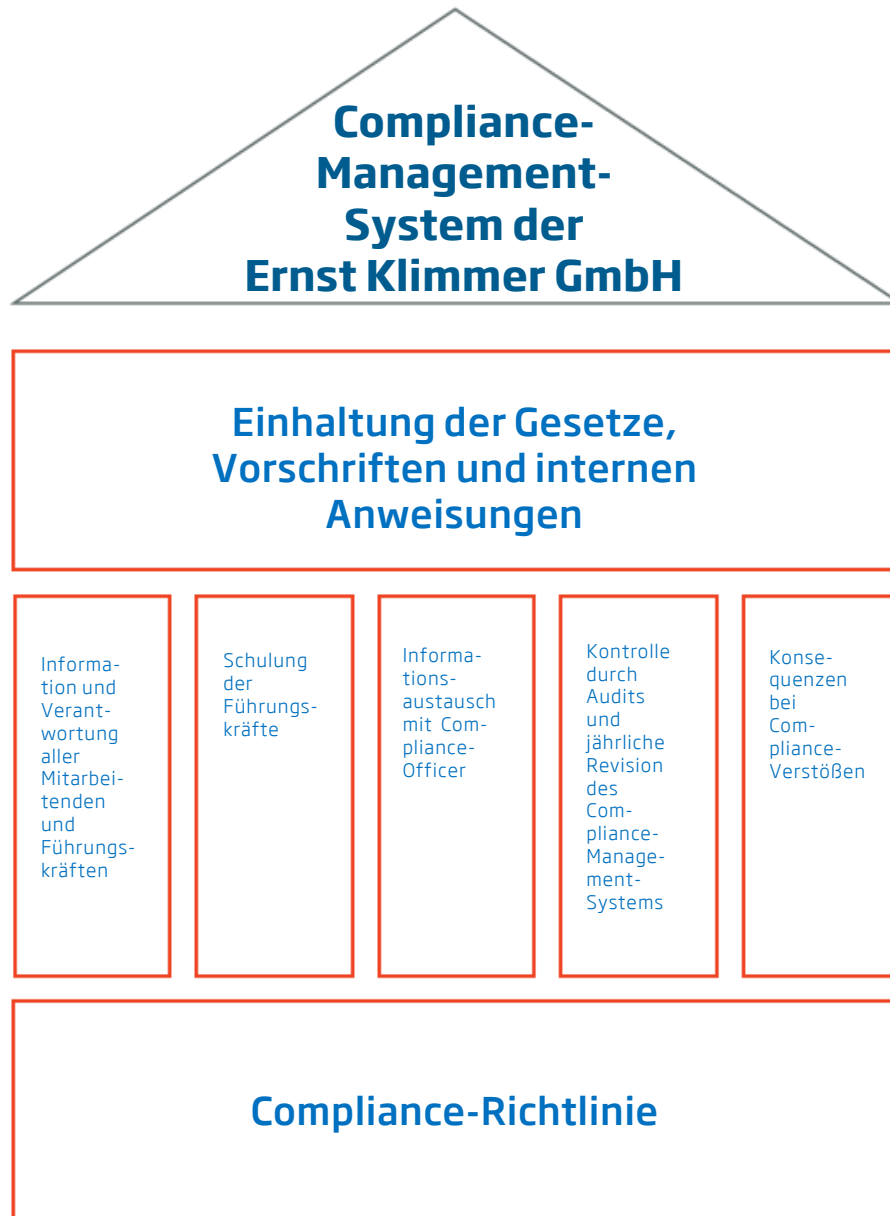 Compliance-
Management-
System der
Ernst Klimmer GmbH
Einhaltung der Gesetze,
Vorschriften und internen
Anweisungen
Informa-
tion und
Verant-
wortung
aller
Mitarbei-
tenden
und
Führungs-
kräften
Schulung
der
Führungs-
kräfte
Informa-
tions-
austausch
mit Com-
pliance-
Officer
Kontrolle
durch
Audits
und
jährliche
Revision
des
Com-
pliance-
Manage-
ment-
Systems
Konse-
quenzen
bei
Com-
pliance-
Verstößen
Compliance-Richtlinie